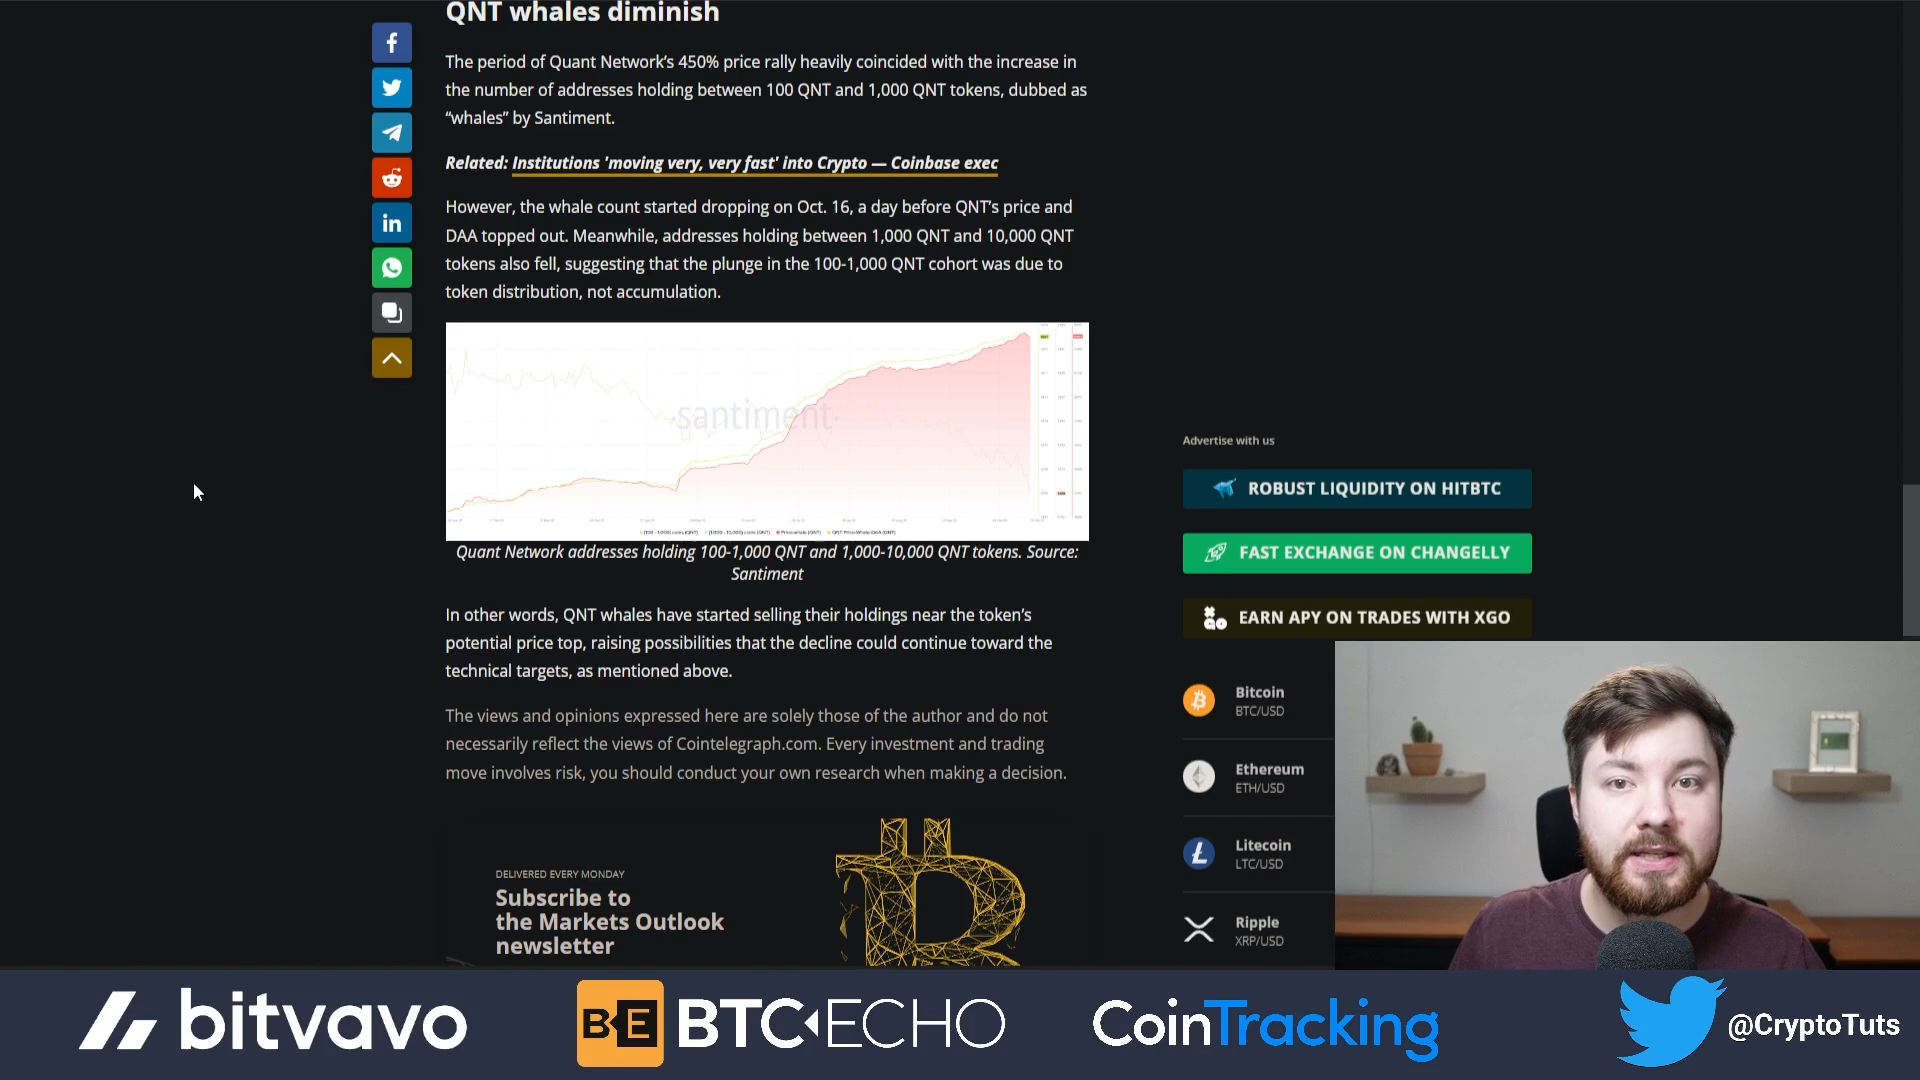 QNT whales diminish
The period of Quant Network's 450% price rally heavily coincided with the increase in
the number of addresses holding between 100 QNT and 1,000 QNT tokens, dubbed as
“whales” by Santiment.
Related: Institutions 'moving very, very fast' into Crypto — Coinbase exec
However, the whale count started dropping on Oct. 16, a day before QNT's price and
DAA topped out. Meanwhile, addresses holding between 1,000 QNT and 10,000 QNT
tokens also fell, suggesting that the plunge in the 100-1,000 QNT cohort was due to
token distribution, not accumulation.
·santiment·
Quant Network addresses holding 100-1,000 QNT and 1,000-10,000 QNT tokens. Source:
Santiment
In other words, QNT whales have started selling their holdings near the token's
potential price top, raising possibilities that the decline could continue toward the
technical targets, as mentioned above.
The views and opinions expressed here are solely those of the author and do not
necessarily reflect the views of Cointelegraph.com. Every investment and trading
move involves risk, you should conduct your own research when making a decision.
DELIVERED EVERY MONDAY
Subscribe to
the Markets Outlook
newsletter
Advertise with us
ROBUST LIQUIDITY ON HITBTC
FAST EXCHANGE ON CHANGELLY
EARN APY ON TRADES WITH XGO
Bitcoin
BTC/USD
Ethereum
ETH/USD
Litecoin
LTC/USD
Ripple
XRP/USD
bitvavo
BE BTC ECHO
CoinTracking
@CryptoTuts